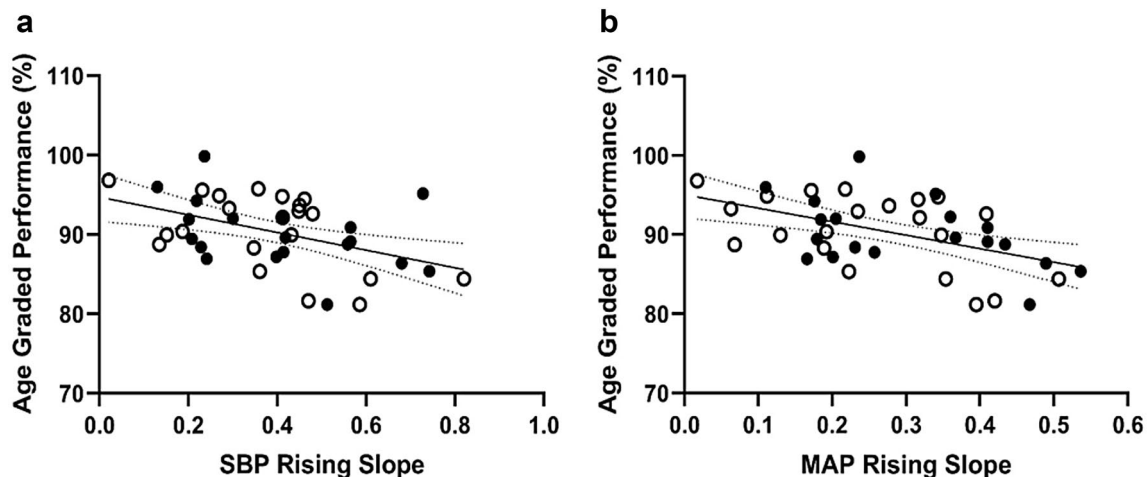 a
Age Graded Performance (%)
110
100
90
80
70
0.0 0.2 0.4 0.6 0.8 1.0
SBP Rising Slope
b
Age Graded Performance (%)
110
100
90
80
70
0.0 0.1 0.2 0.3 0.4 0.5 0.6
MAP Rising Slope